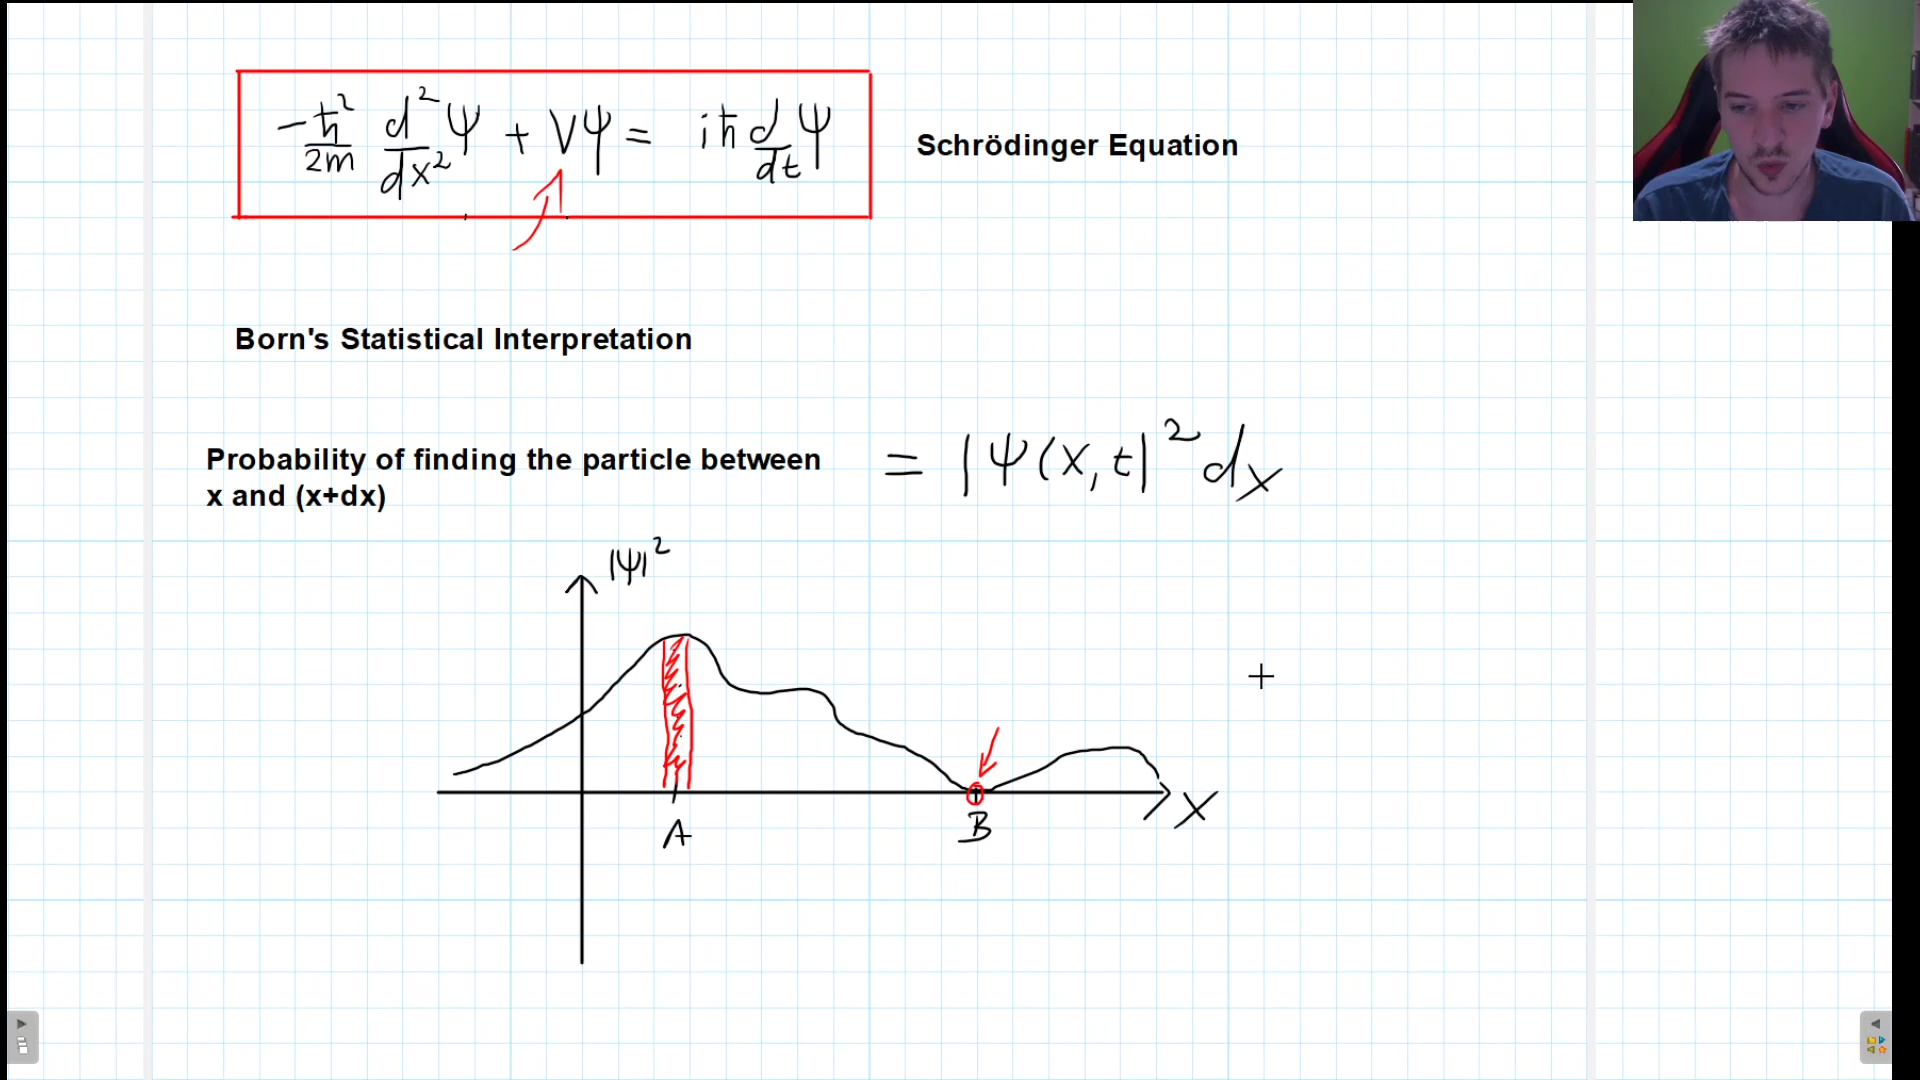 -ħ²/2m d²/dx² Ψ + VΨ = iħ d/dt Ψ
Schrödinger Equation
Born's Statistical Interpretation
Probability of finding the particle between
x and (x+dx)
= |Ψ(x,t|² dx
|Ψ|²
A
B
X